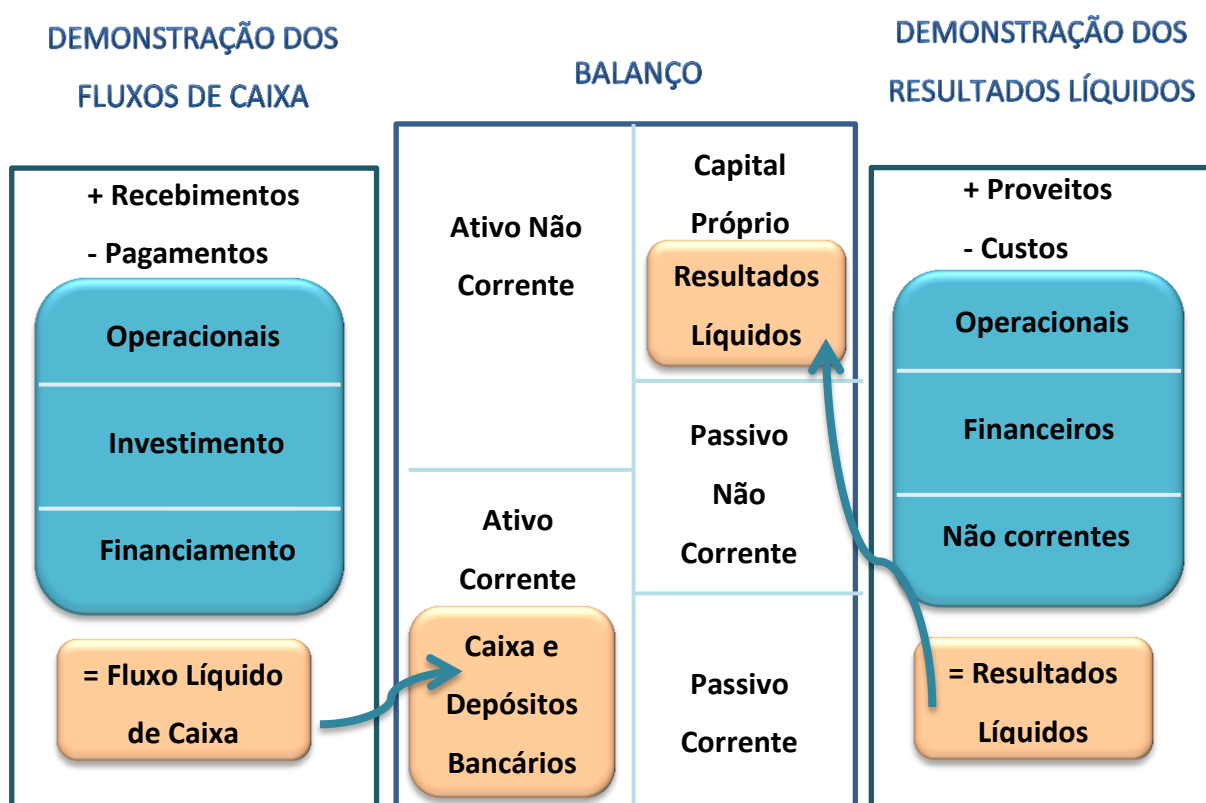 DEMONSTRAÇÃO DOS
FLUXOS DE CAIXA
+ Recebimentos
- Pagamentos
Operacionais
Investimento
Financiamento
= Fluxo Líquido
de Caixa
BALANÇO
Ativo Não
Corrente
Ativo
Corrente
Caixa e
Depósitos
Bancários
Capital
Próprio
Resultados
Líquidos
Passivo
Não
Corrente
Passivo
Corrente
DEMONSTRAÇÃO DOS
RESULTADOS LÍQUIDOS
+ Proveitos
- Custos
Operacionais
Financeiros
Não correntes
= Resultados
Líquidos